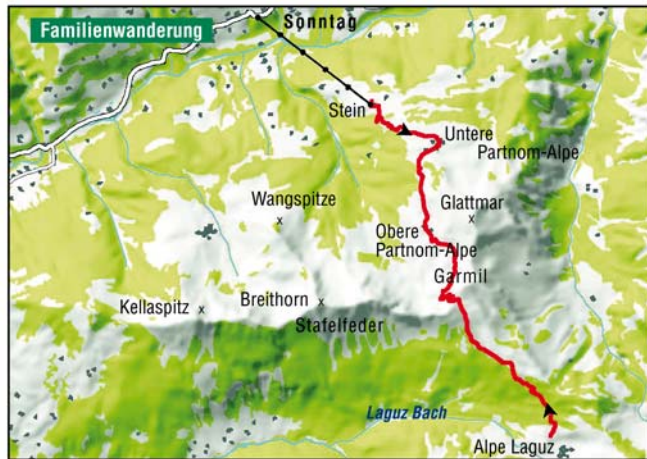 Familienwanderung
Sonntag
Stein
Untere
Partnom-Alpe
Wangspitze
Glattmar
Obere
Partnom-Alpe
Garmil
Kellaspitz
Breithorn
Stafelfeder
Laguz Bach
Alpe Laguz